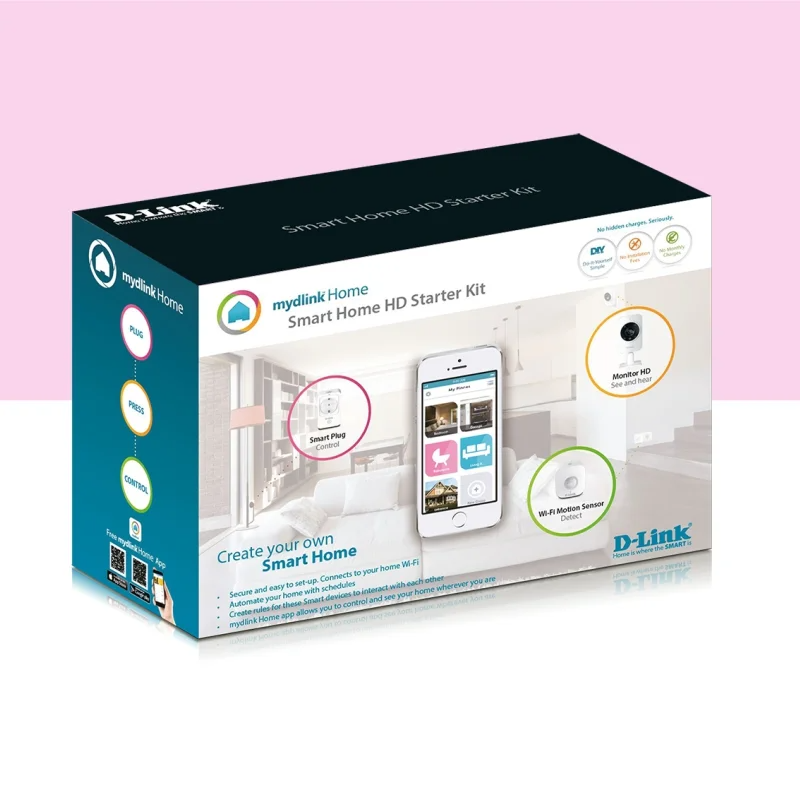 D-Link
Home is where the SMART is
Smart Home HD Starter Kit
mydlink Home
PLUG
PRESS
CONTROL
Free mydlink Home App
No hidden charges, Seriously.
DIY
Do-It-Yourself
Simple
No Installation
Fees
No Monthly
Charges
mydlink Home
Smart Home HD Starter Kit
Monitor HD
See and hear
Smart Plug
Control
My Places
Wi-Fi Motion Sensor
Detect
Create your own
Smart Home
• Secure and easy to set-up. Connects to your home Wi-Fi
• Automate your home with schedules
• Create rules for these Smart devices to interact with each other
• mydlink Home app allows you to control and see your home wherever you are
D-Link
Home is where the SMART is